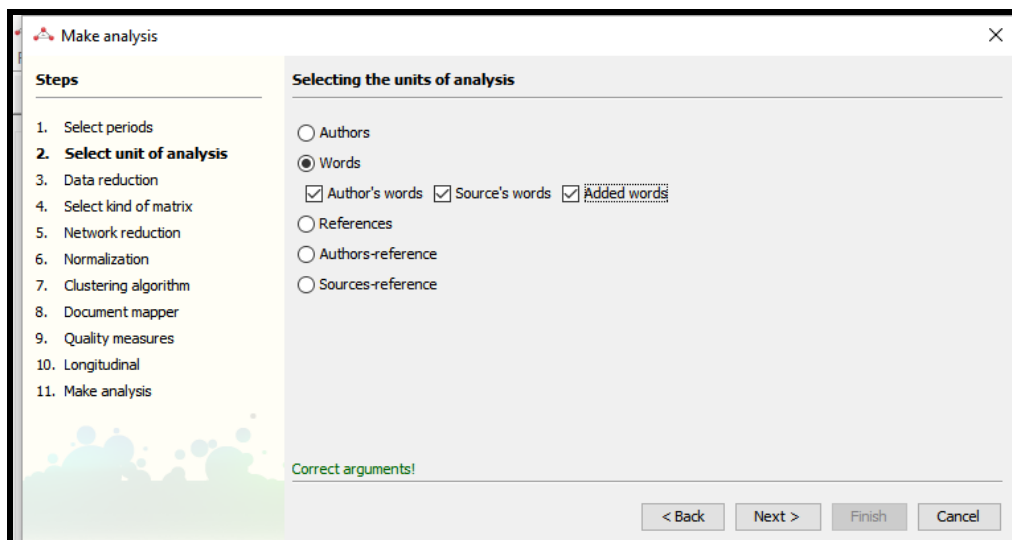 Make analysis
Steps
1. Select periods
2. Select unit of analysis
3. Data reduction
4. Select kind of matrix
5. Network reduction
6. Normalization
7. Clustering algorithm
8. Document mapper
9. Quality measures
10. Longitudinal
11. Make analysis
Selecting the units of analysis
Authors
Words
Author's words Source's words Added words
References
Authors-reference
Sources-reference
Correct arguments!
< Back Next > Finish Cancel